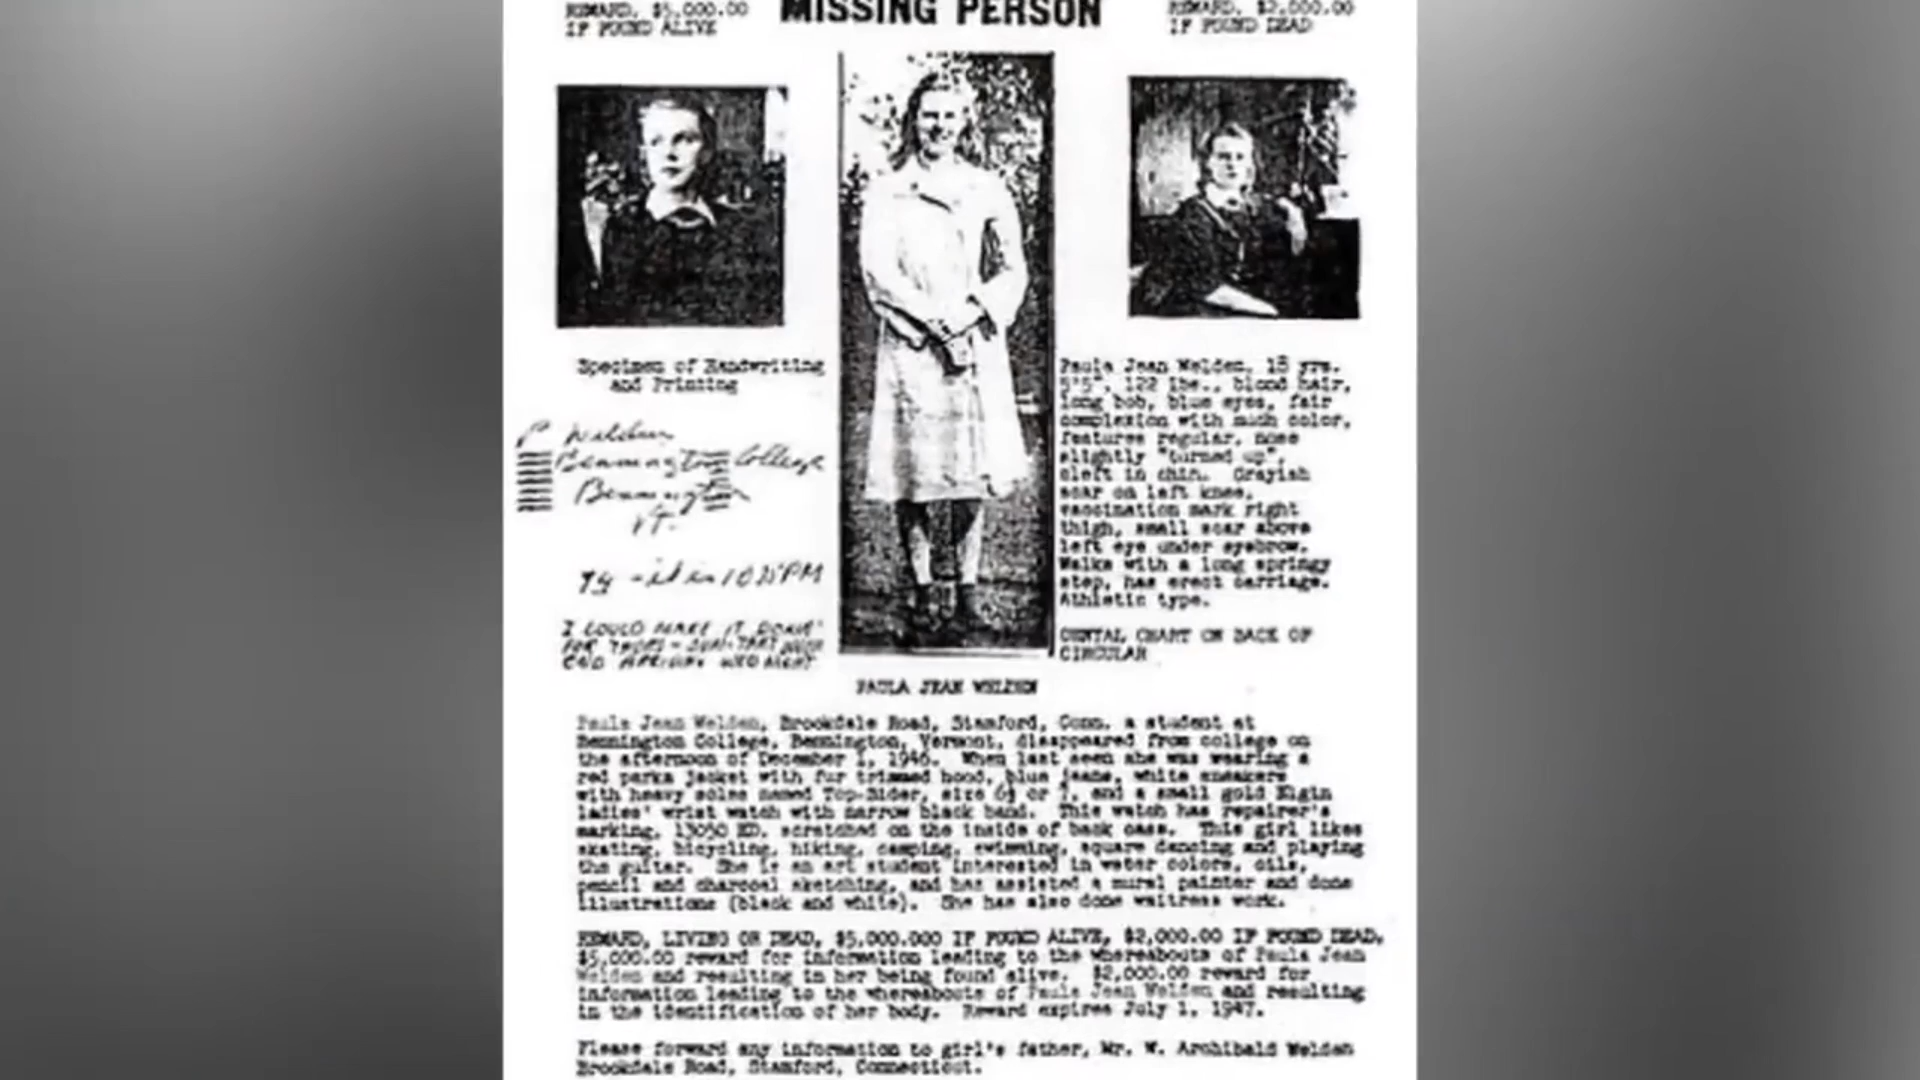 REWARD, $5,000.00
IF FOUND ALIVE
MISSING PERSON
REWARD, $2,000.00
IF FOUND DEAD
Specimen of Handwriting
and Printing
P Welden
Bennington College
Bennington
Vt.
it is 10 25 PM
I COULD MAKE IT
Paula Jean Welden, 18 yrs.
5'5", 122 lbs., blond hair,
long bob, blue eyes, fair
complexion with much color,
features regular, nose
slightly "turned up",
cleft in chin. Grayish
scar on left knee,
vaccination mark right
thigh, small scar above
left eye under eyebrow.
Walks with a long springy
step, has erect carriage.
Athletic type.
DENTAL CHART ON BACK OF
CIRCULAR
PAULA JEAN WELDEN
Paula Jean Welden, Brookdale Road, Stamford, Conn. a student at
Bennington College, Bennington, Vermont, disappeared from college on
the afternoon of December 1, 1946. When last seen she was wearing a
red parka jacket with fur trimmed hood, blue jeans, white sneakers
with heavy soles named Top-Sider, size 6½ or 7, and a small gold Elgin
ladies' wrist watch with narrow black band. This watch has repairer's
marking, 13050 HD. scratched on the inside of back case. This girl likes
skating, bicycling, hiking, camping, swimming, square dancing and playing
the guitar. She is an art student interested in water colors, oils,
pencil and charcoal sketching, and has assisted a mural painter and done
illustrations (black and white). She has also done waitress work.
REWARD, LIVING OR DEAD, $5,000.000 IF FOUND ALIVE, $2,000.00 IF FOUND DEAD,
$5,000.00 reward for information leading to the whereabouts of Paula Jean
Welden and resulting in her being found alive. $2,000.00 reward for
information leading to the whereabouts of Paula Jean Welden and resulting
in the identification of her body. Reward expires July 1, 1947.
Please forward any information to girl's father, Mr. W. Archibald Welden
Brookdale Road, Stamford, Connecticut.